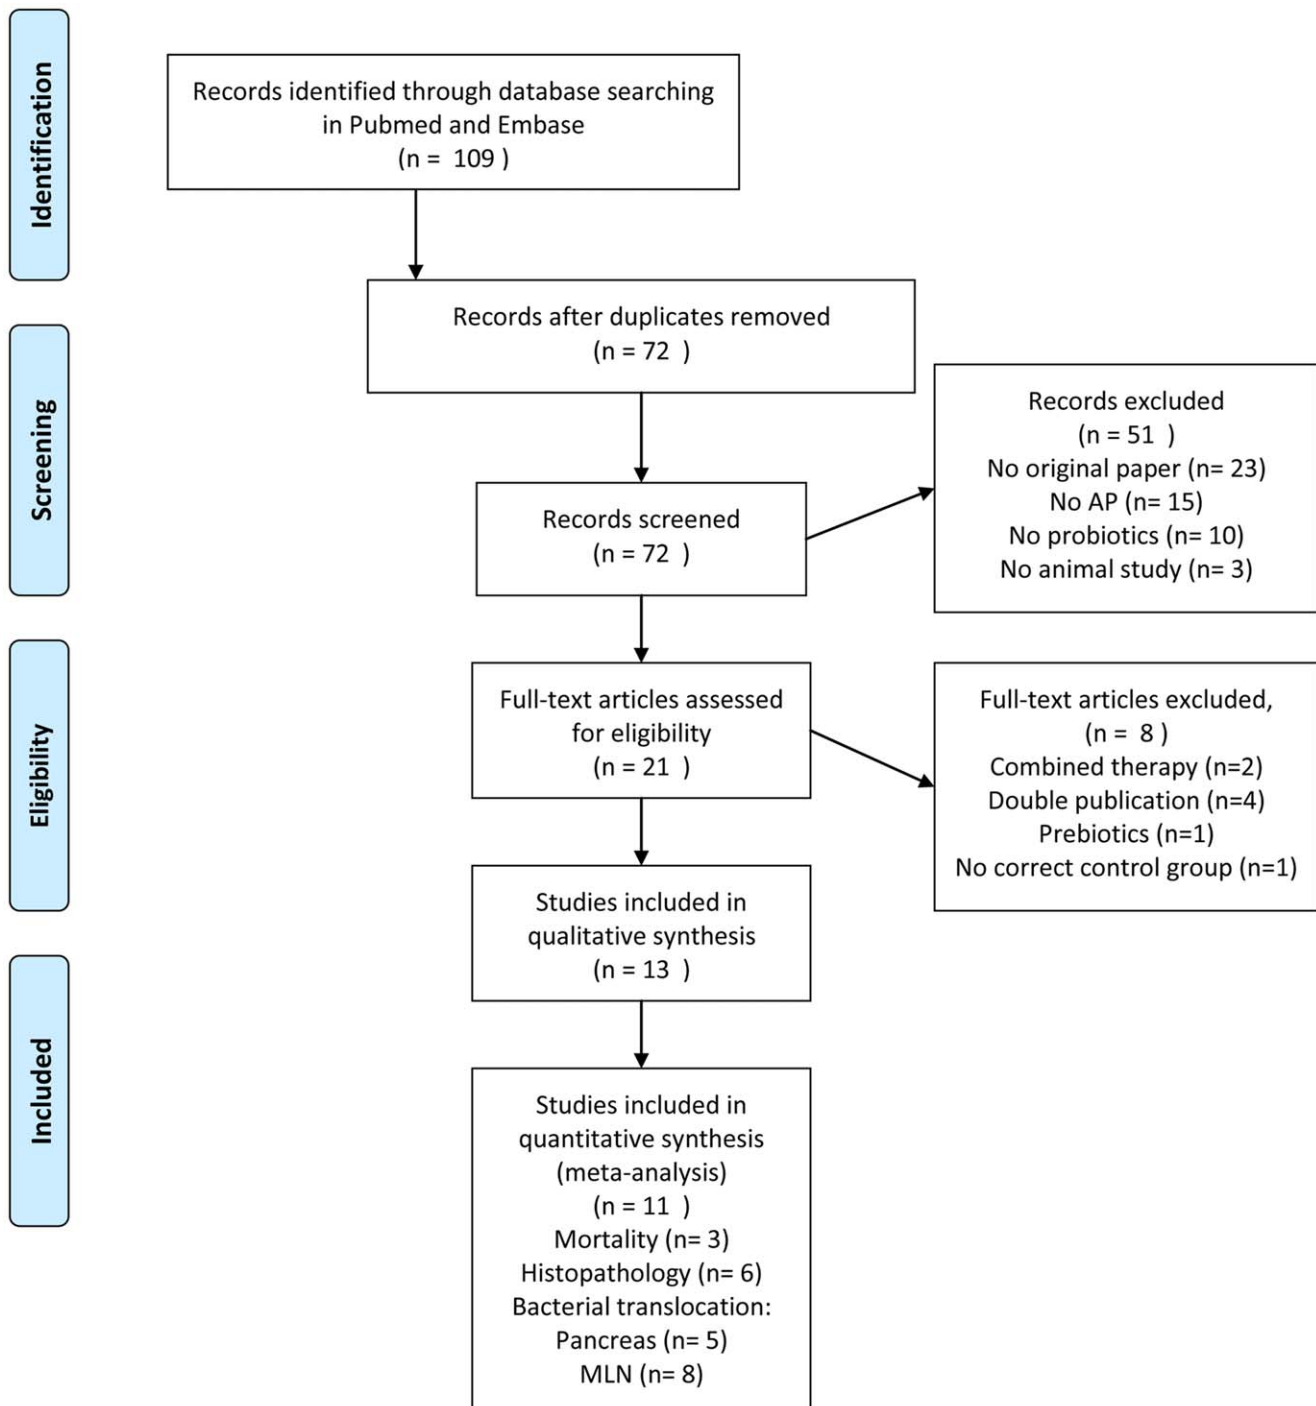 Identification
Records identified through database searching
in Pubmed and Embase
(n = 109 )
Screening
Records after duplicates removed
(n = 72 )
Records screened
(n = 72 )
Records excluded
(n = 51 )
No original paper (n= 23)
No AP (n= 15)
No probiotics (n= 10)
No animal study (n= 3)
Eligibility
Full-text articles assessed
for eligibility
(n = 21 )
Full-text articles excluded,
(n = 8 )
Combined therapy (n=2)
Double publication (n=4)
Prebiotics (n=1)
No correct control group (n=1)
Studies included in
qualitative synthesis
(n = 13 )
Included
Studies included in
quantitative synthesis
(meta-analysis)
(n = 11 )
Mortality (n= 3)
Histopathology (n= 6)
Bacterial translocation:
Pancreas (n= 5)
MLN (n= 8)